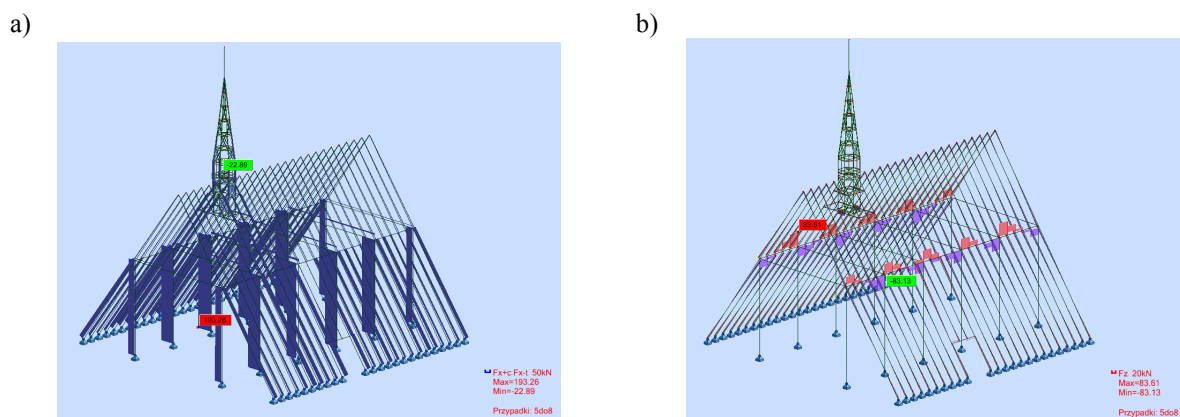 a)
-22.89
193.26
Fx+c Fx-t 50kN
Max=193.26
Min=-22.89
Przypadki: 5do8
b)
83.61
-83.13
Fz 20kN
Max=83.61
Min=-83.13
Przypadki: 5do8